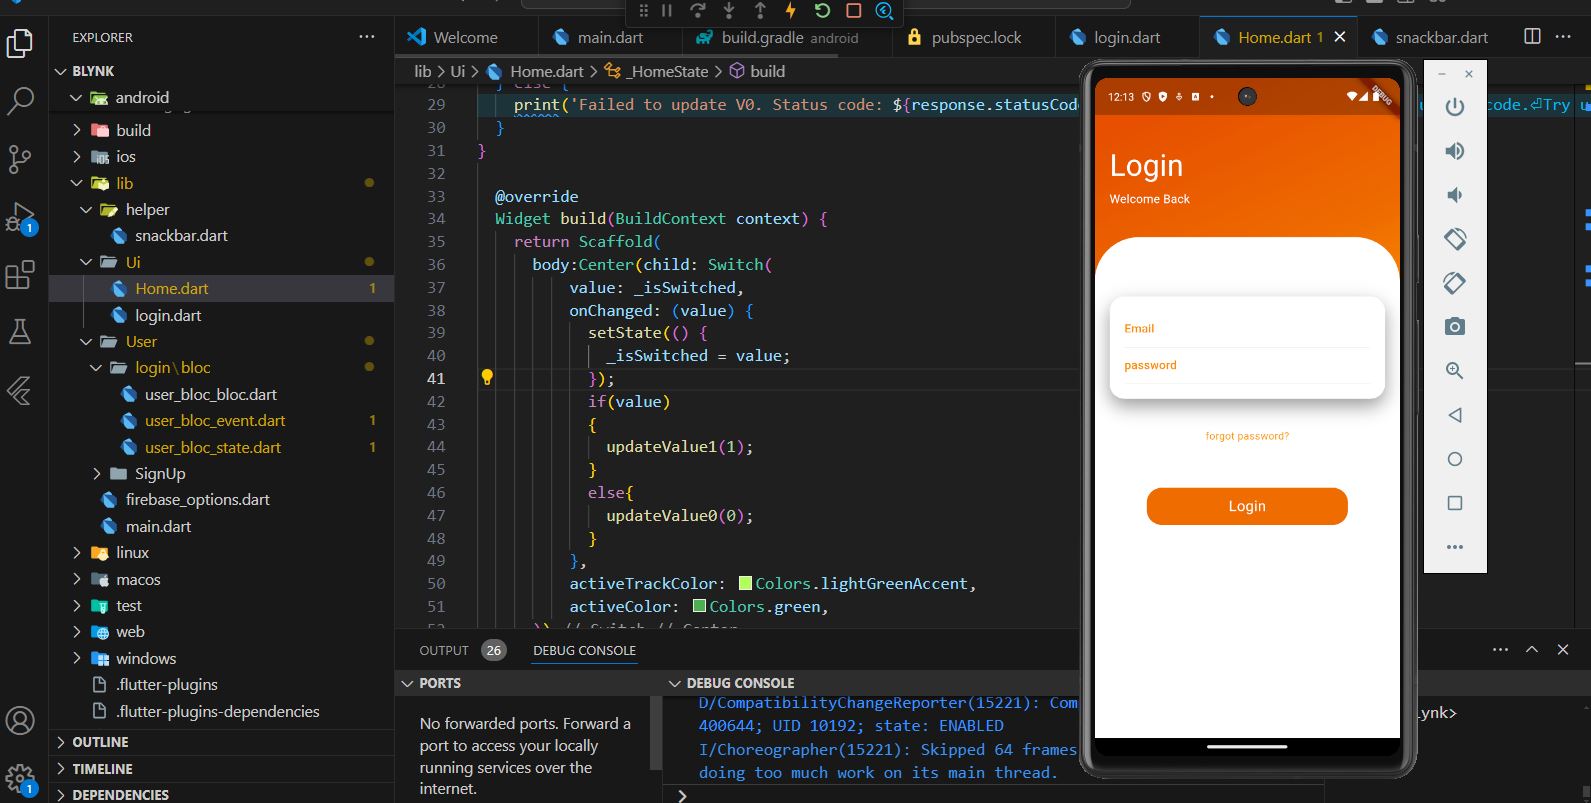 EXPLORER
BLYNK
android
build
ios
lib
helper
snackbar.dart
Ui
Home.dart 1
login.dart
User
login\bloc
user_bloc_bloc.dart
user_bloc_event.dart 1
user_bloc_state.dart 1
SignUp
firebase_options.dart
main.dart
linux
macos
test
web
windows
.flutter-plugins
.flutter-plugins-dependencies
OUTLINE
TIMELINE
DEPENDENCIES
1
1
Welcome
main.dart
build.gradle android
pubspec.lock
login.dart
Home.dart 1
snackbar.dart
lib > Ui > Home.dart > _HomeState > build
} else {
29 print('Failed to update V0. Status code: ${response.statusCod
code.⏎Try u
30 }
31 }
32
33 @override
34 Widget build(BuildContext context) {
35 return Scaffold(
36 body:Center(child: Switch(
37 value: _isSwitched,
38 onChanged: (value) {
39 setState(() {
40 _isSwitched = value;
41 });
42 if(value)
43 {
44 updateValue1(1);
45 }
46 else{
47 updateValue0(0);
48 }
49 },
50 activeTrackColor: Colors.lightGreenAccent,
51 activeColor: Colors.green,
)) // Switch // Center
OUTPUT 26
DEBUG CONSOLE
PORTS
No forwarded ports. Forward a
port to access your locally
running services over the
internet.
DEBUG CONSOLE
D/CompatibilityChangeReporter(15221): Com
400644; UID 10192; state: ENABLED
I/Choreographer(15221): Skipped 64 frames
doing too much work on its main thread.
lynk>
12:13
DEBUG
Login
Welcome Back
Email
password
forgot password?
Login